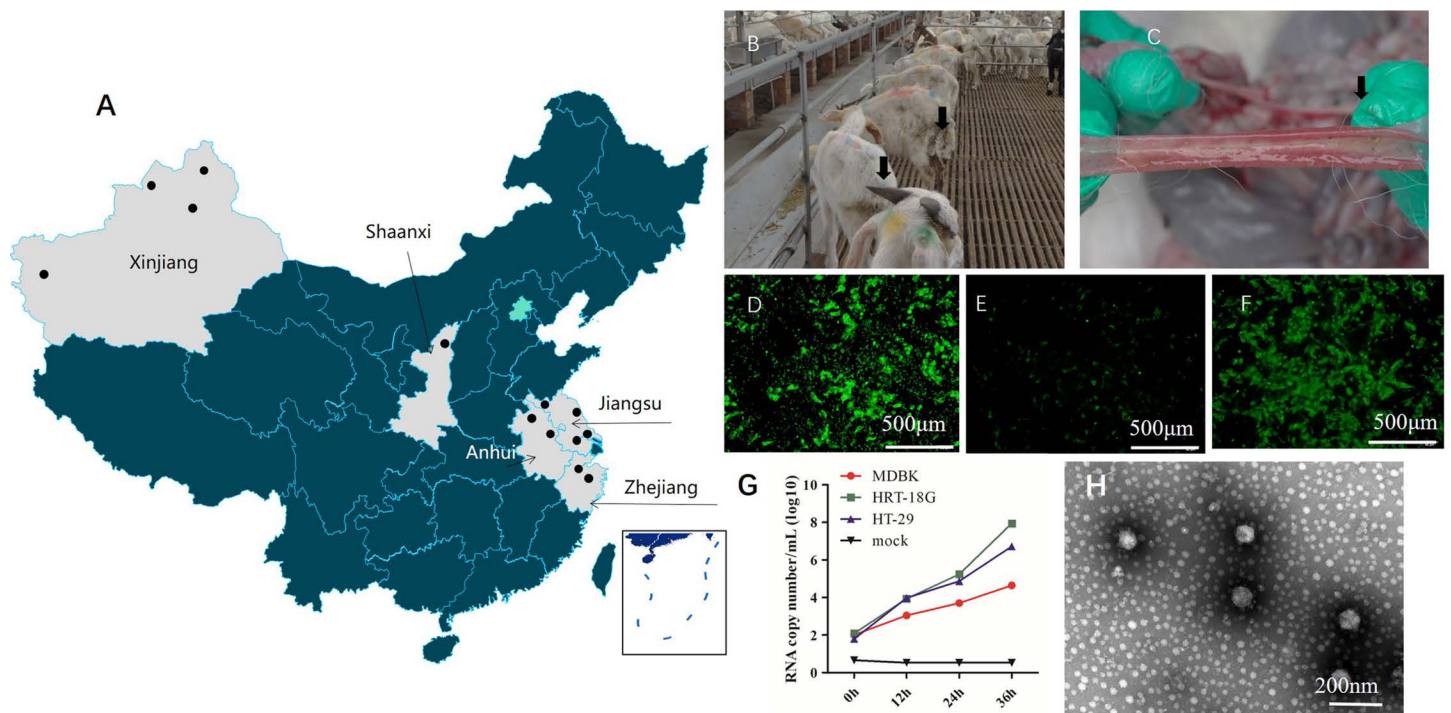 A
Xinjiang
Shaanxi
Jiangsu
Anhui
Zhejiang
B
C
D
500μm
E
500μm
F
500μm
G
MDBK
HRT-18G
HT-29
mock
RNA copy number/mL (log10)
10
8
6
4
2
0
0h
12h
24h
36h
H
200nm